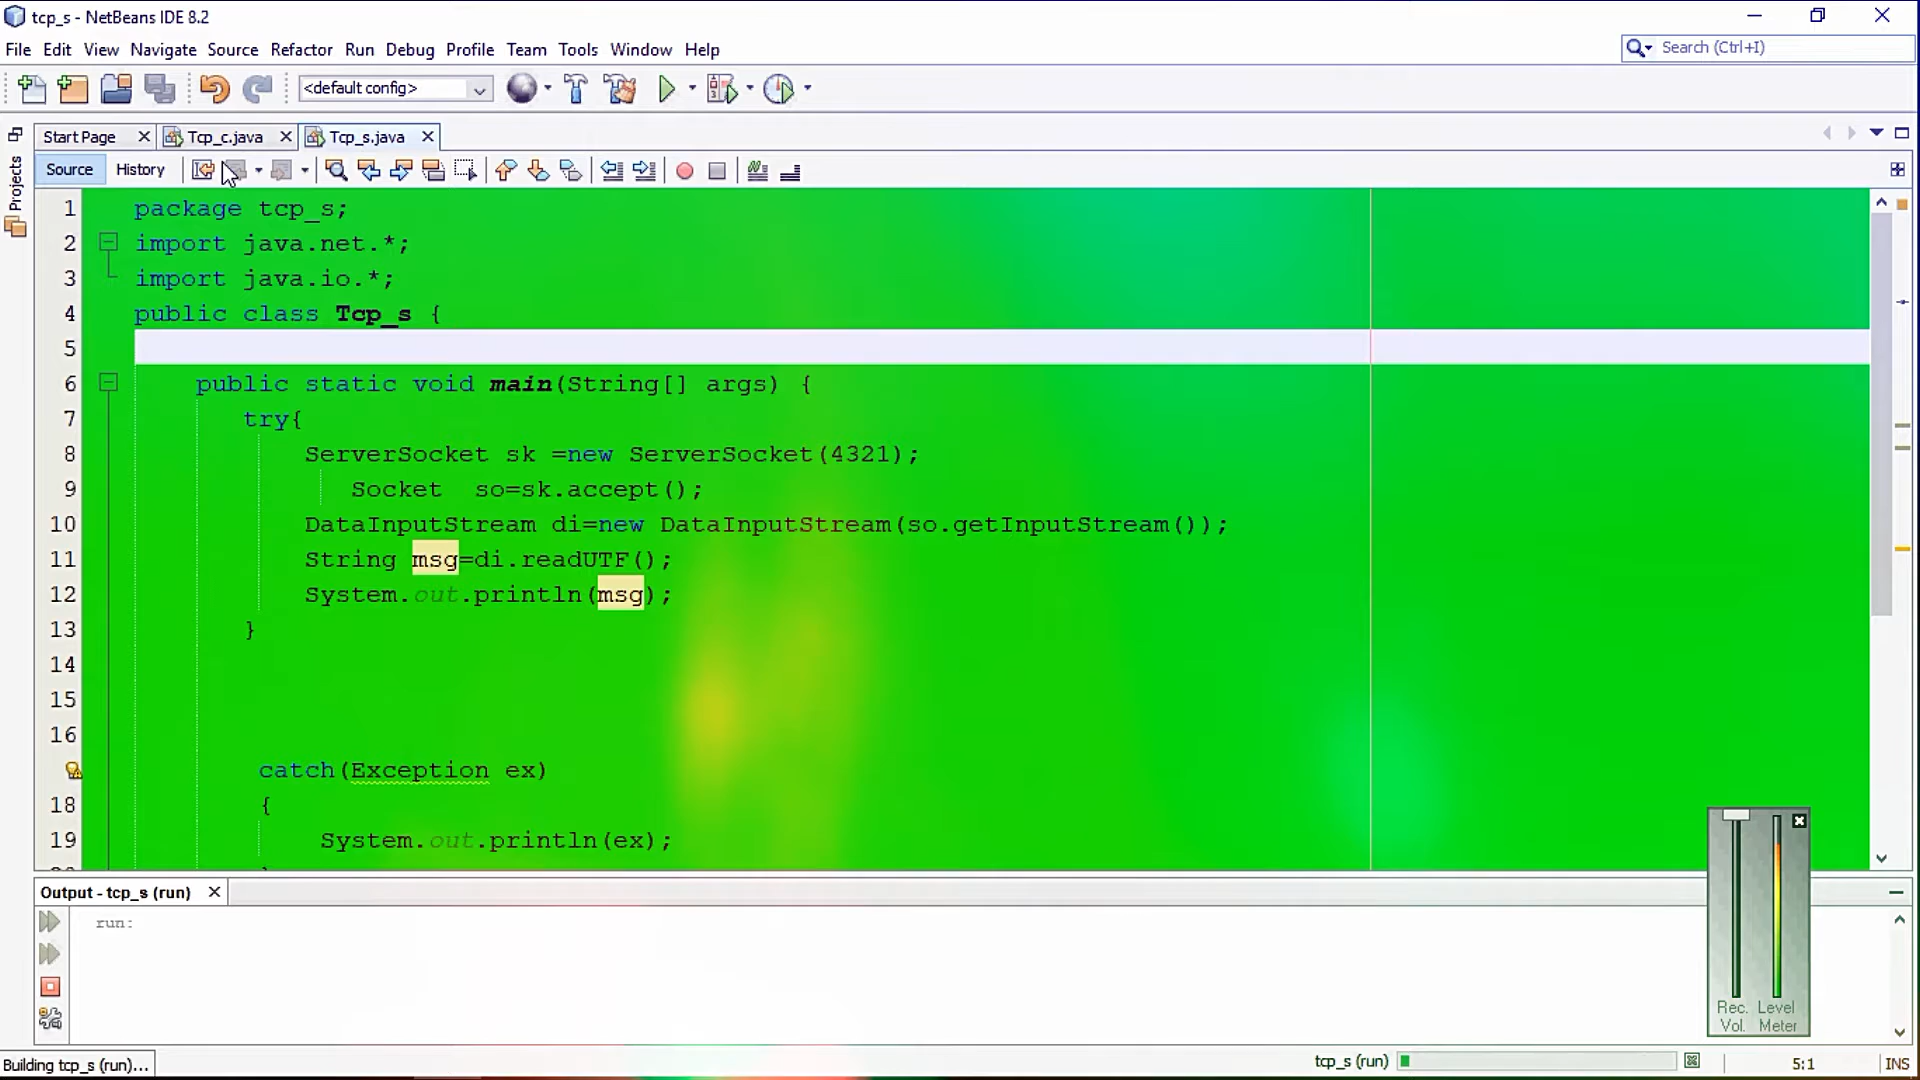 tcp_s - NetBeans IDE 8.2
File Edit View Navigate Source Refactor Run Debug Profile Team Tools Window Help
Search (Ctrl+I)
<default config>
Start Page Tcp_c.java Tcp_s.java
Source History
Projects
1 package tcp_s;
2 import java.net.*;
3 import java.io.*;
4 public class Tcp_s {
5
6 public static void main(String[] args) {
7 try{
8 ServerSocket sk =new ServerSocket(4321);
9 Socket so=sk.accept();
10 DataInputStream di=new DataInputStream(so.getInputStream());
11 String msg=di.readUTF();
12 System.out.println(msg);
13 }
14
15
16
catch(Exception ex)
18 {
19 System.out.println(ex);
Output - tcp_s (run)
run:
Rec. Level
Vol. Meter
Building tcp_s (run)...
tcp_s (run)
5:1
INS